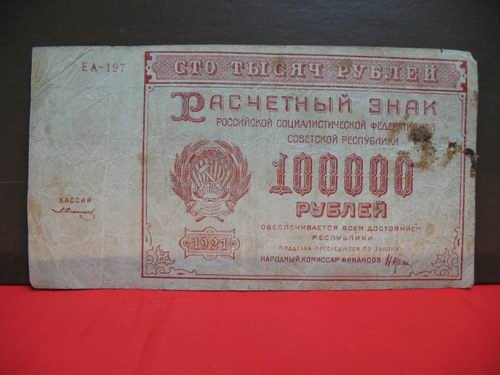 ЕА-197
СТО ТЫСЯЧ РУБЛЕЙ
РАСЧЕТНЫЙ ЗНАК
РОССИЙСКОЙ СОЦИАЛИСТИЧЕСКОЙ ФЕДЕРАТИВНОЙ
СОВЕТСКОЙ РЕСПУБЛИКИ
100000
РУБЛЕЙ
КАССИР
1921
ОБЕСПЕЧИВАЕТСЯ ВСЕМ ДОСТОЯНИЕМ
РЕСПУБЛИКИ
ПОДДЕЛКА ПРЕСЛЕДУЕТСЯ ПО ЗАКОНУ
НАРОДНЫЙ КОМИССАР ФИНАНСОВ